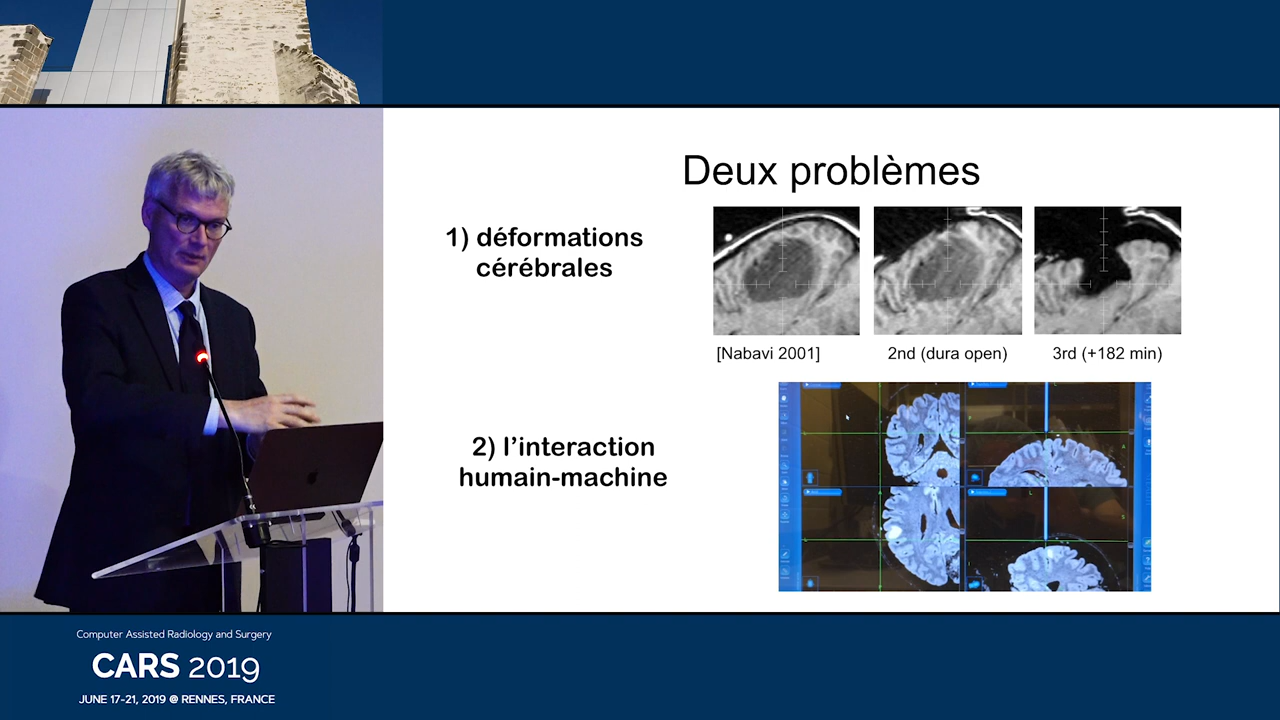 Deux problèmes
1) déformations
cérébrales
[Nabavi 2001]
2nd (dura open)
3rd (+182 min)
2) l'interaction
humain-machine
Computer Assisted Radiology and Surgery
CARS 2019
JUNE 17-21, 2019 @ RENNES, FRANCE